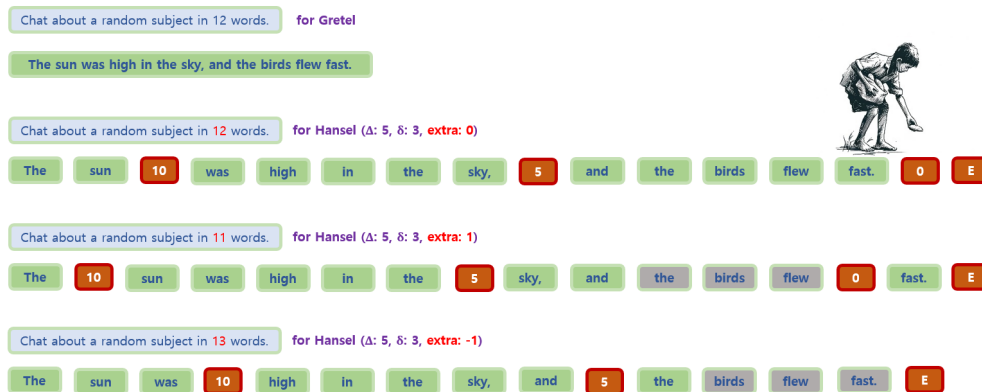 Chat about a random subject in 12 words. for Gretel
The sun was high in the sky, and the birds flew fast.
Chat about a random subject in 12 words. for Hansel (Δ: 5, δ: 3, extra: 0)
The sun 10 was high in the sky, 5 and the birds flew fast. 0 E
Chat about a random subject in 11 words. for Hansel (Δ: 5, δ: 3, extra: 1)
The 10 sun was high in the 5 sky, and the birds flew 0 fast. E
Chat about a random subject in 13 words. for Hansel (Δ: 5, δ: 3, extra: -1)
The sun was 10 high in the sky, and 5 the birds flew fast. E